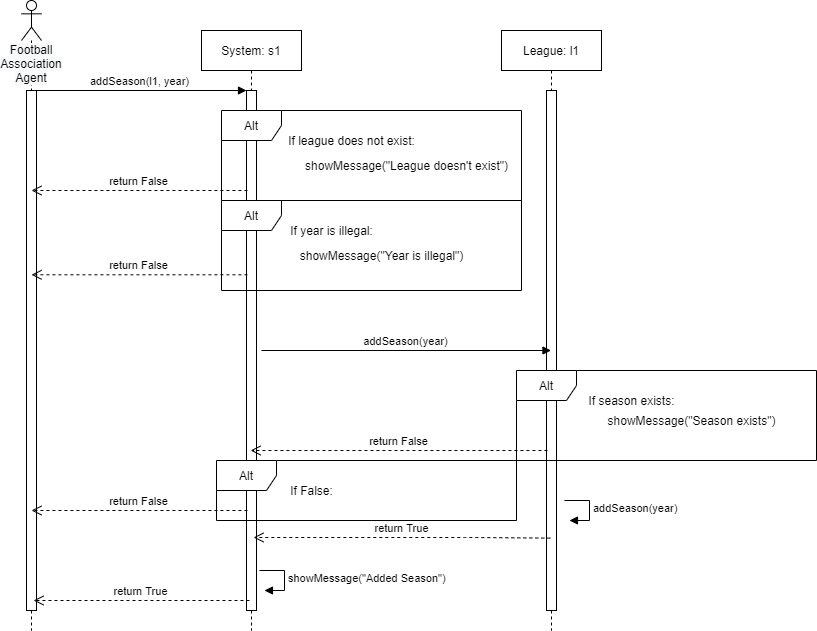 Football
Association
Agent
System: s1
League: l1
addSeason(l1, year)
Alt
If league does not exist:
showMessage("League doesn't exist")
return False
Alt
If year is illegal:
showMessage("Year is illegal")
return False
addSeason(year)
Alt
If season exists:
showMessage("Season exists")
return False
Alt
If False:
return False
addSeason(year)
return True
showMessage("Added Season")
return True